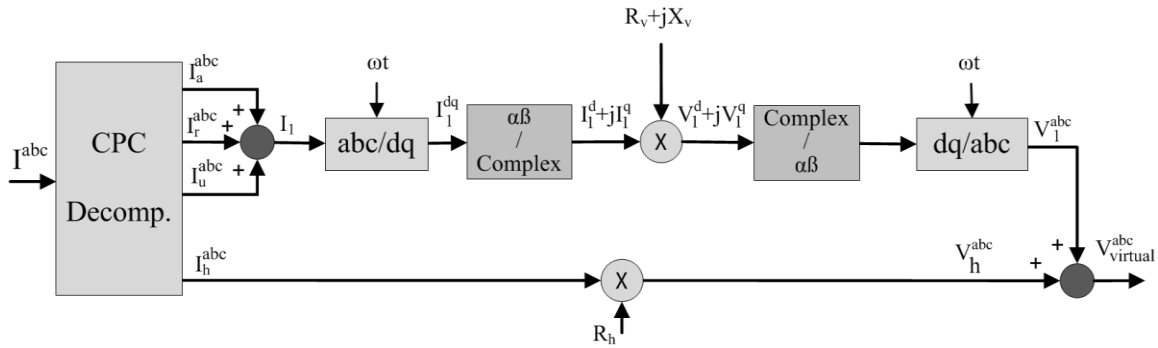 R_v+jX_v
I_a^abc
ωt
ωt
+
I_r^abc
+
I_1
I_1^dq
αß
/
Complex
I_1^d+jI_1^q
V_1^d+jV_1^q
Complex
/
αß
V_1^abc
CPC
Decomp.
abc/dq
X
dq/abc
I^abc
I_u^abc
+
I_h^abc
V_h^abc
+
+
V_virtual^abc
X
R_h